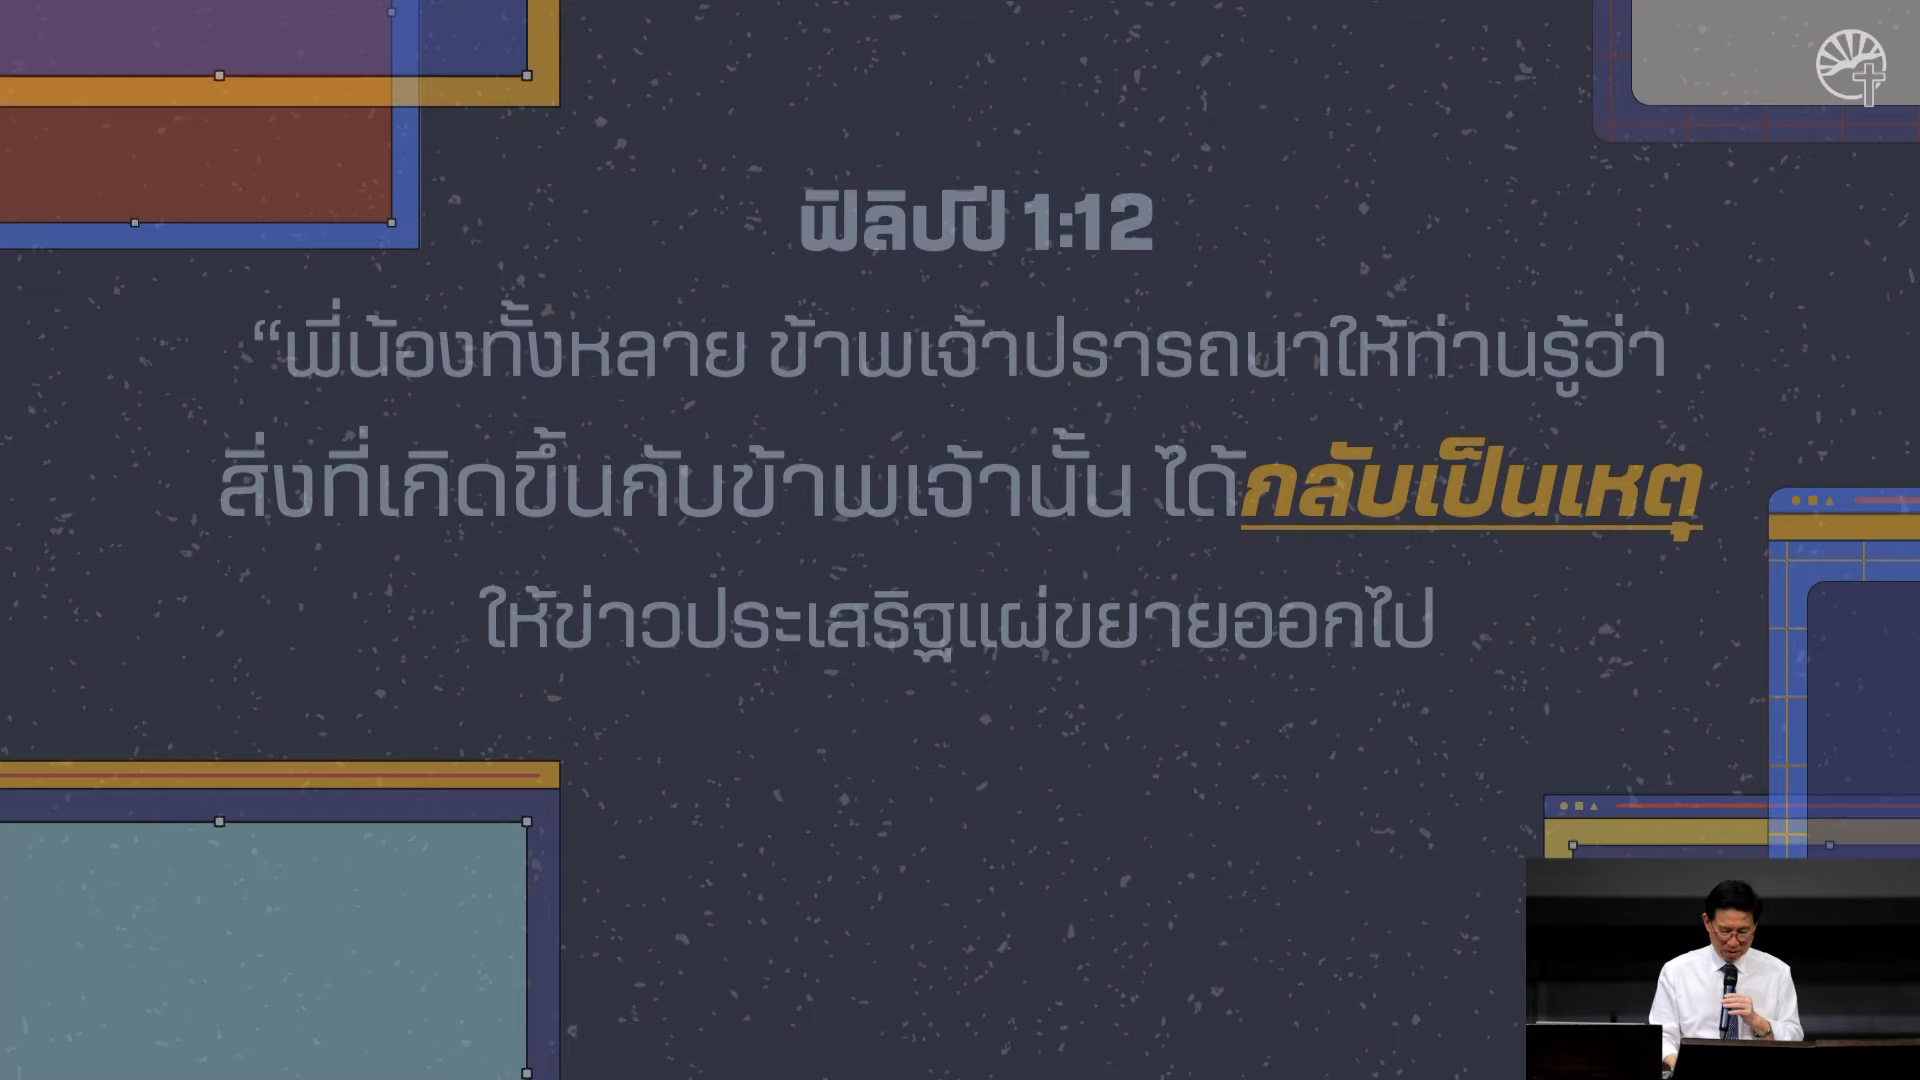 ฟิลิปปี 1:12
“พี่น้องทั้งหลาย ข้าพเจ้าปรารถนาให้ท่านรู้ว่า
สิ่งที่เกิดขึ้นกับข้าพเจ้านั้น ได้กลับเป็นเหตุ
ให้ข่าวประเสริฐแผ่ขยายออกไป